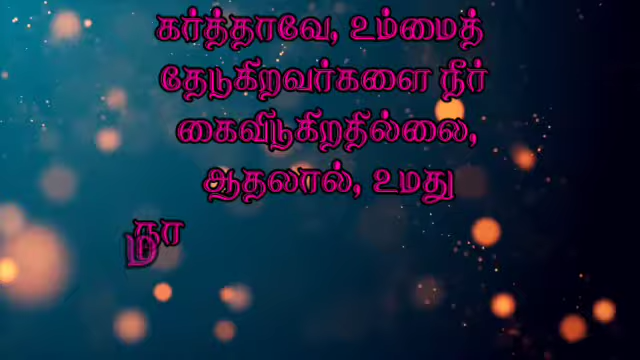 கர்த்தாவே, உம்மைத்
தேடுகிறவர்களை நீர்
கைவிடுகிறதில்லை,
ஆதலால், உமது
நா